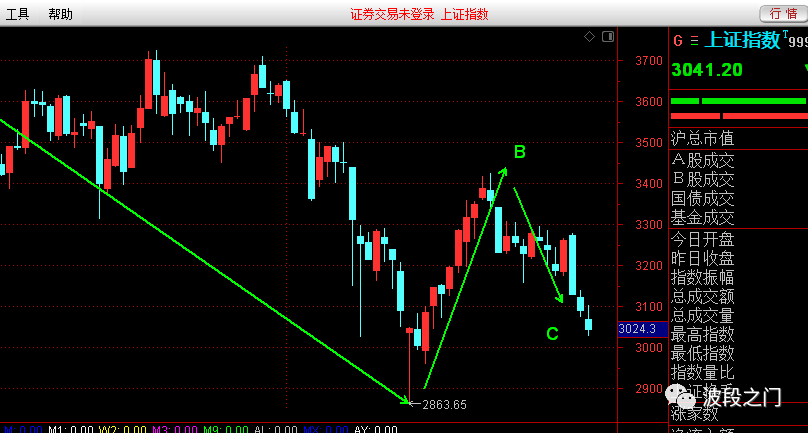 工具 帮助 证券交易未登录 上证指数 行 情
G 上证指数
3041.20
3700
3600
3500
3400
3300
3200
3100
3024.3
3000
2900
B
C
2863.65
沪总市值
A股成交
B股成交
国债成交
基金成交
今日开盘
昨日收盘
指数振幅
总成交额
总成交量
最高指数
最低指数
指数量比
波段之门
涨家数
M: 0.00 M1: 0.00 W2: 0.00 M3: 0.00 M9: 0.00 AL: 0.00 0.00 AY: 0.00